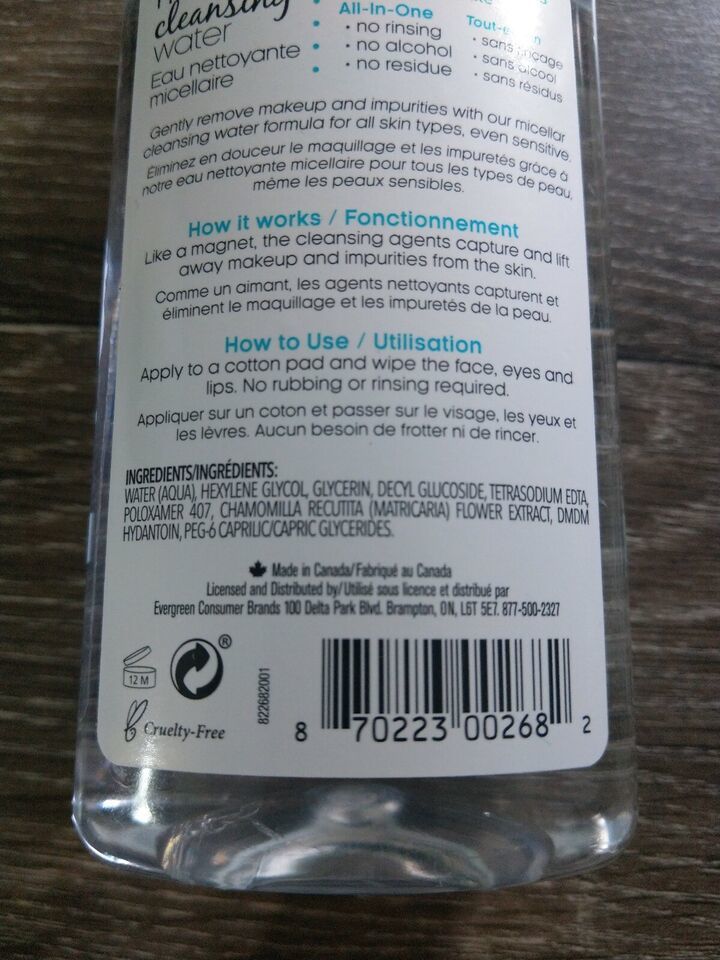 cleansing
water
Eau nettoyante
micellaire
All-In-One
• no rinsing
• no alcohol
• no residue
• sans rinçage
• sans alcool
• sans résidus
Gently remove makeup and impurities with our micellar
cleansing water formula for all skin types, even sensitive.
Éliminez en douceur le maquillage et les impuretés grâce à
notre eau nettoyante micellaire pour tous les types de peau,
même les peaux sensibles.
How it works / Fonctionnement
Like a magnet, the cleansing agents capture and lift
away makeup and impurities from the skin.
Comme un aimant, les agents nettoyants capturent et
éliminent le maquillage et les impuretés de la peau.
How to Use / Utilisation
Apply to a cotton pad and wipe the face, eyes and
lips. No rubbing or rinsing required.
Appliquer sur un coton et passer sur le visage, les yeux et
les lèvres. Aucun besoin de frotter ni de rincer.
INGREDIENTS/INGRÉDIENTS:
WATER (AQUA), HEXYLENE GLYCOL, GLYCERIN, DECYL GLUCOSIDE, TETRASODIUM EDTA,
POLOXAMER 407, CHAMOMILLA RECUTITA (MATRICARIA) FLOWER EXTRACT, DMDM
HYDANTOIN, PEG-6 CAPRILIC/CAPRIC GLYCERIDES.
Made in Canada/Fabriqué au Canada
Licensed and Distributed by/Utilisé sous licence et distribué par
Evergreen Consumer Brands 100 Delta Park Blvd. Brampton, ON, L6T 5E7. 877-500-2327
12 M
®
822682001
Cruelty-Free
8 70223 00268 2